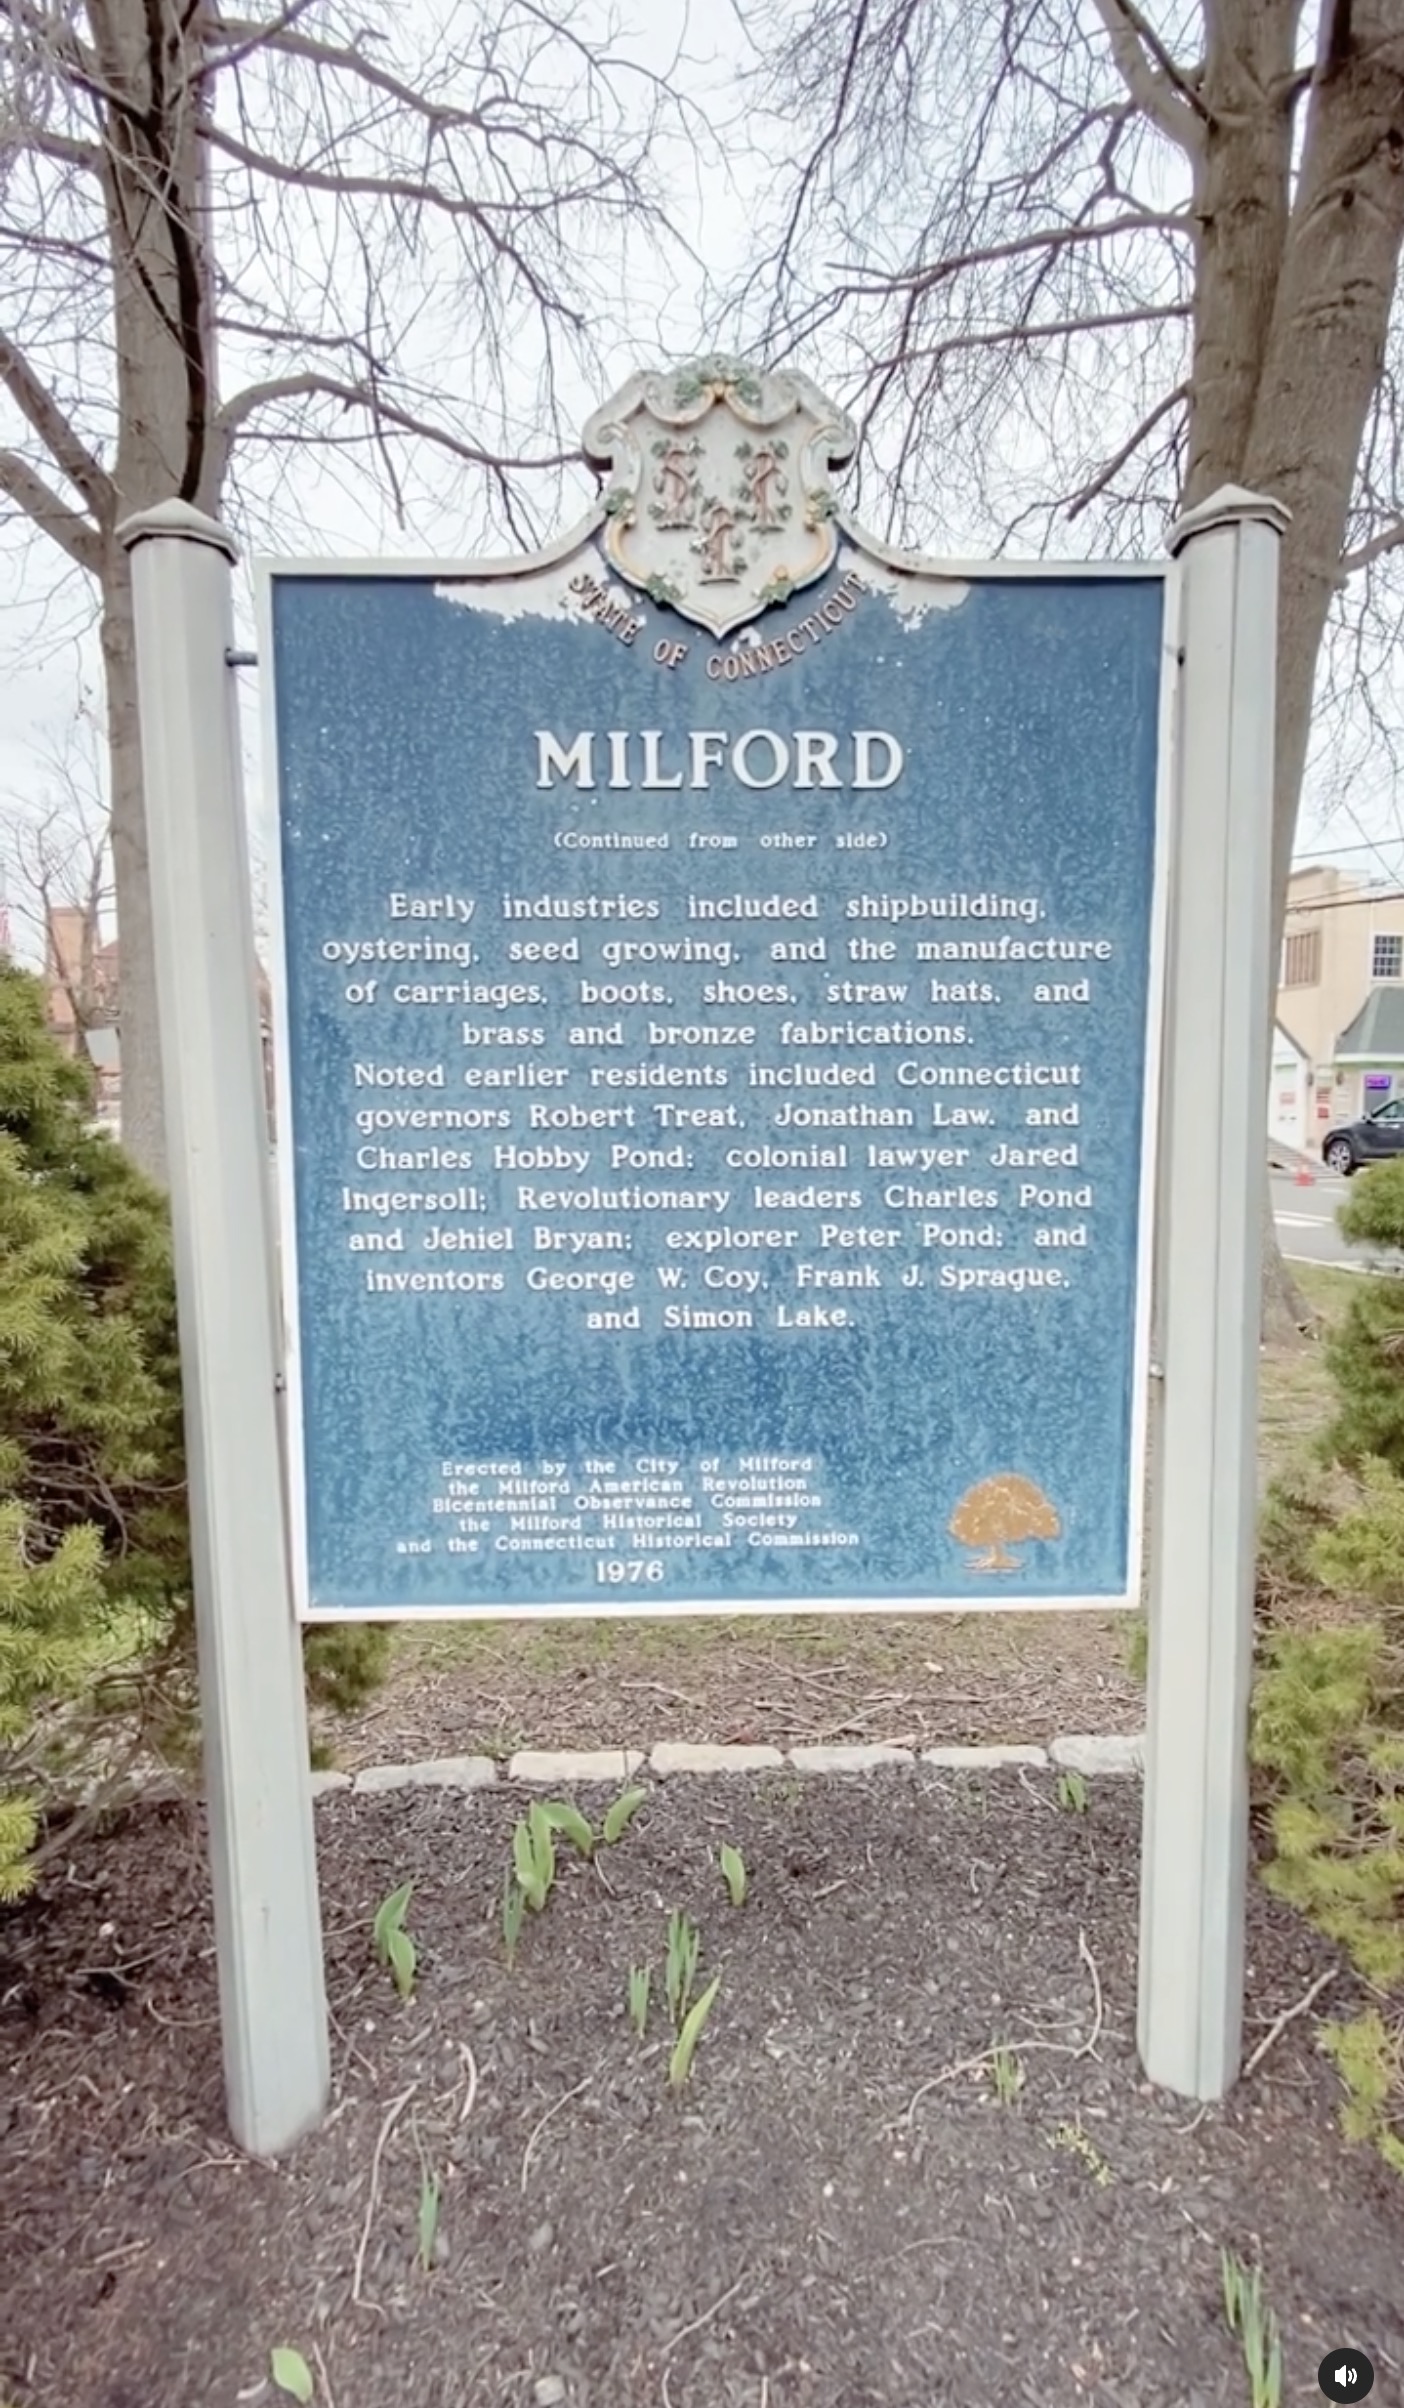 STATE OF CONNECTICUT
MILFORD
(Continued from other side)
Early industries included shipbuilding,
oystering, seed growing, and the manufacture
of carriages, boots, shoes, straw hats, and
brass and bronze fabrications.
Noted earlier residents included Connecticut
governors Robert Treat, Jonathan Law, and
Charles Hobby Pond; colonial lawyer Jared
Ingersoll; Revolutionary leaders Charles Pond
and Jehiel Bryan; explorer Peter Pond; and
inventors George W. Coy, Frank J. Sprague,
and Simon Lake.
Erected by the City of Milford
the Milford American Revolution
Bicentennial Observance Commission
the Milford Historical Society
and the Connecticut Historical Commission
1976